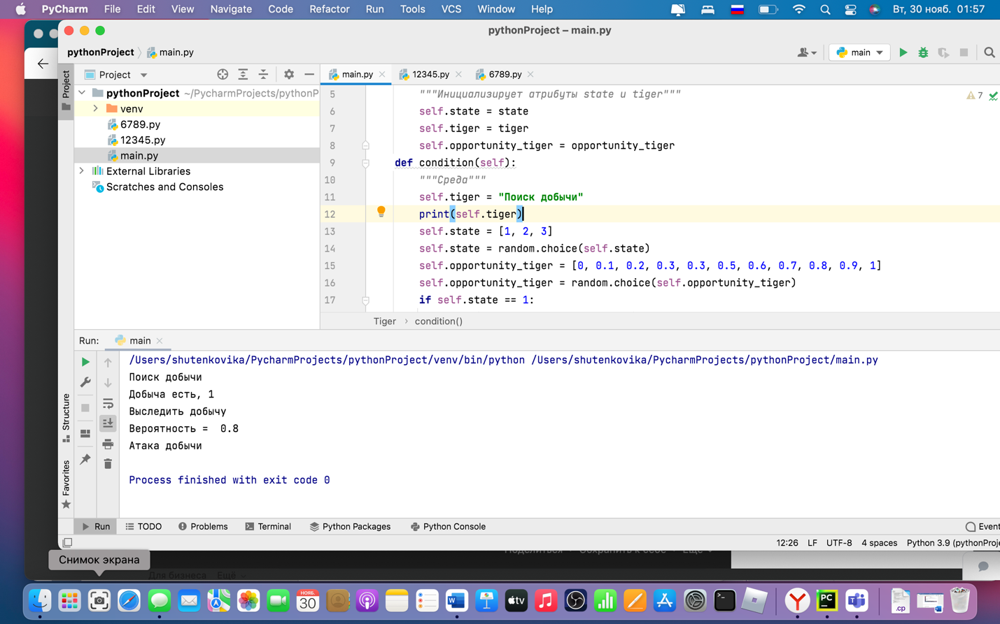 PyCharm File Edit View Navigate Code Refactor Run Tools VCS Window Help Вт, 30 нояб. 01:57
pythonProject – main.py
pythonProject main.py main
Project main.py 12345.py 6789.py
Project
pythonProject ~/PycharmProjects/pythonP
venv
6789.py
12345.py
main.py
External Libraries
Scratches and Consoles
7
5 """Инициализирует атрибуты state и tiger"""
6 self.state = state
7 self.tiger = tiger
8 self.opportunity_tiger = opportunity_tiger
9 def condition(self):
10 """Среда"""
11 self.tiger = "Поиск добычи"
12 print(self.tiger)
13 self.state = [1, 2, 3]
14 self.state = random.choice(self.state)
15 self.opportunity_tiger = [0, 0.1, 0.2, 0.3, 0.3, 0.5, 0.6, 0.7, 0.8, 0.9, 1]
16 self.opportunity_tiger = random.choice(self.opportunity_tiger)
17 if self.state == 1:
Tiger › condition()
Run: main
/Users/shutenkovika/PycharmProjects/pythonProject/venv/bin/python /Users/shutenkovika/PycharmProjects/pythonProject/main.py
Поиск добычи
Добыча есть, 1
Выследить добычу
Вероятность =  0.8
Атака добычи
Process finished with exit code 0
Structure
Favorites
Run TODO Problems Terminal Python Packages Python Console Event
12:26 LF UTF-8 4 spaces Python 3.9 (pythonProje
Снимок экрана
Поделиться Сохранить к себе Ещё
Для бизнеса Ещё
НОЯБ.
30
tv
PC
.cp